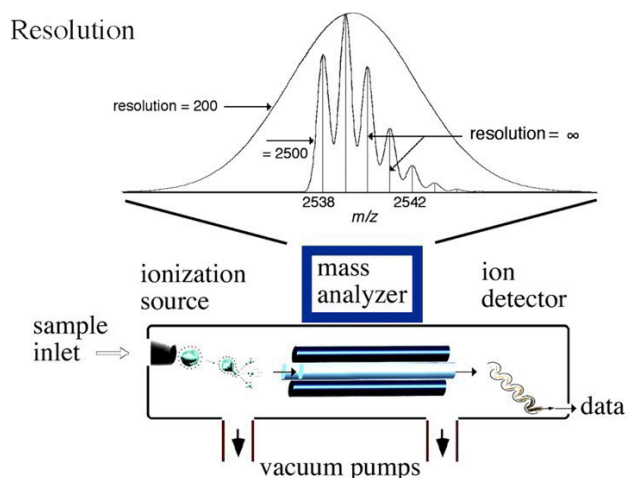 Resolution
resolution = 200
= 2500
resolution = ∞
2538
2542
m/z
ionization
source
mass
analyzer
ion
detector
sample
inlet
data
vacuum pumps